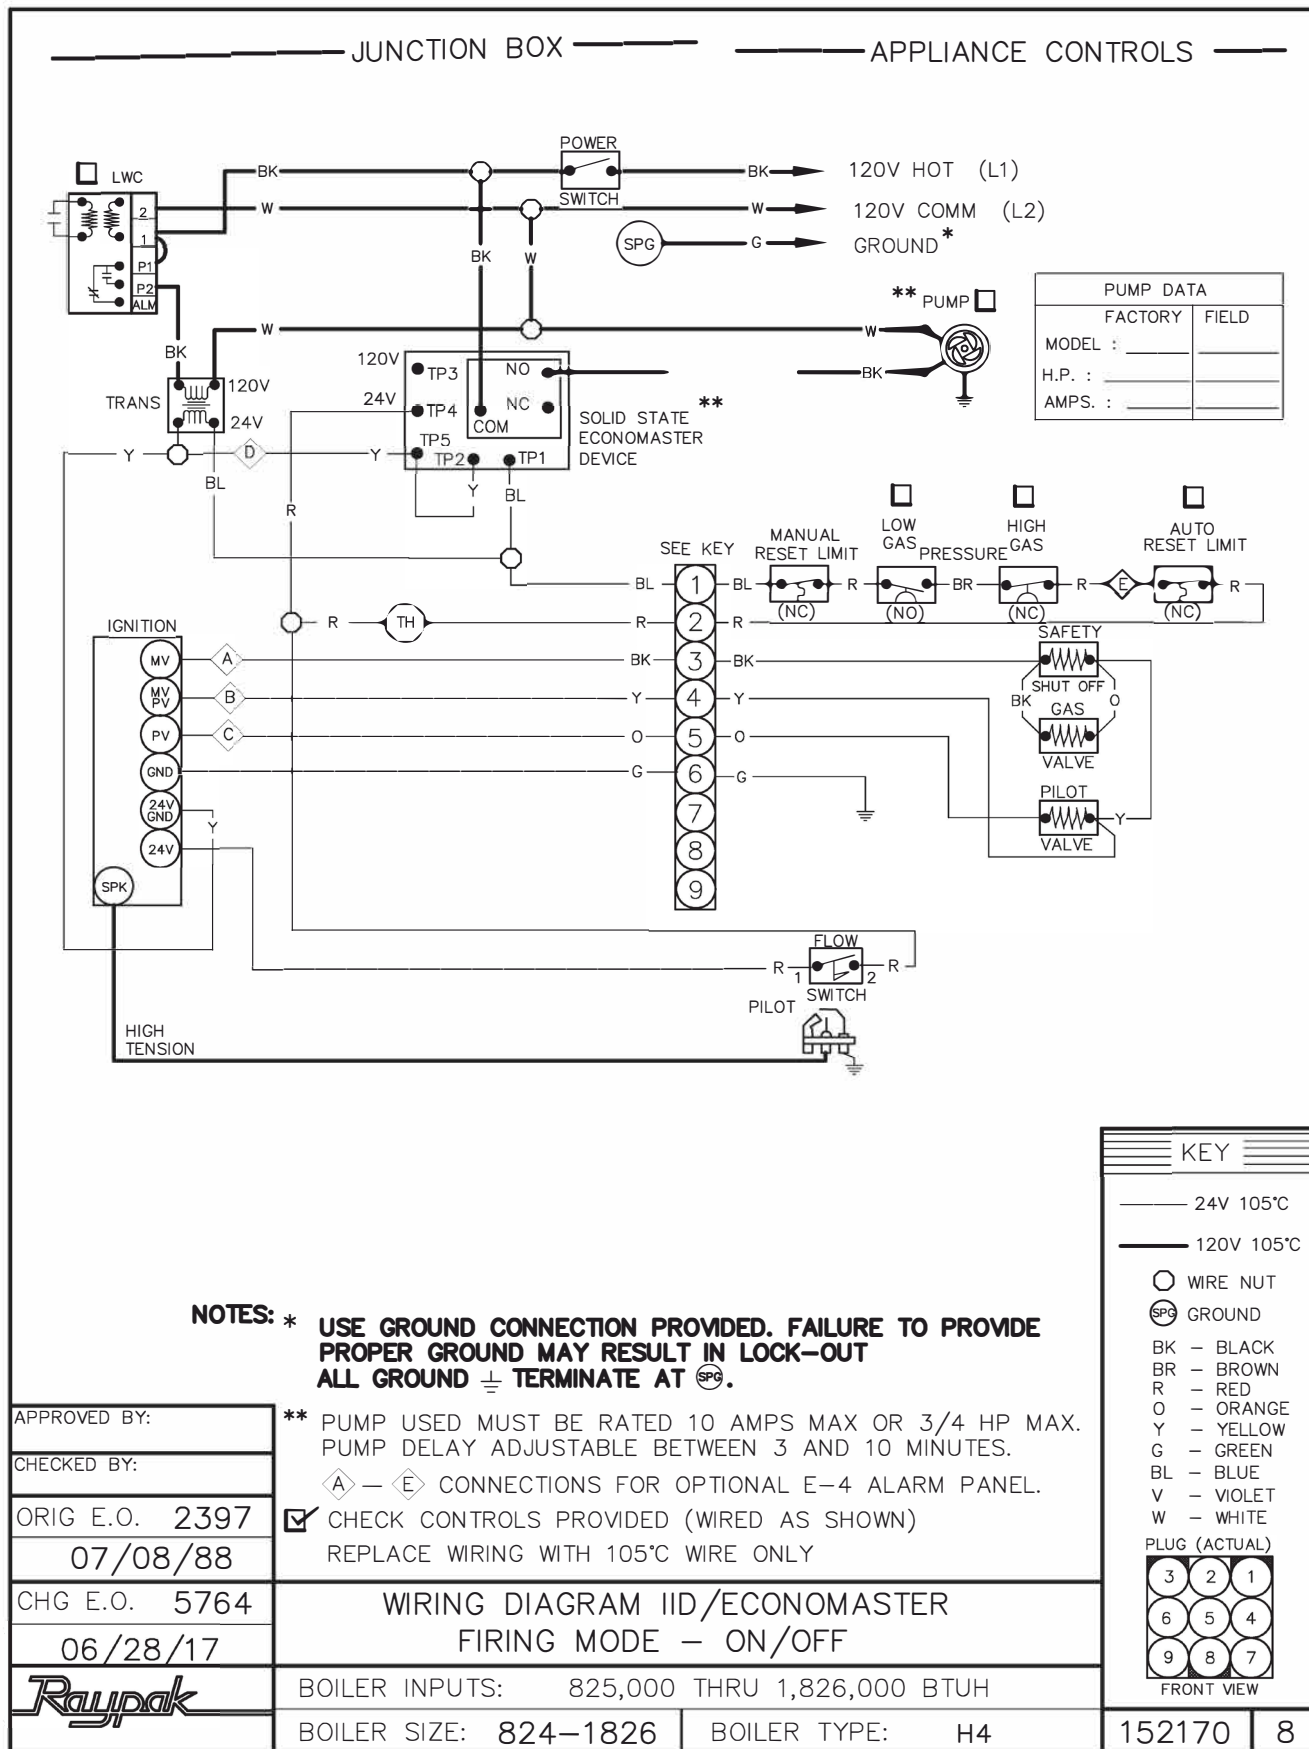 JUNCTION BOX
APPLIANCE CONTROLS
POWER
SWITCH
LWC
2
1
P1
P2
ALM
BK
BK
120V HOT (L1)
W
W
120V COMM (L2)
SPG
G
GROUND*
BK
W
** PUMP
PUMP DATA
FACTORY
FIELD
MODEL :
H.P. :
AMPS. :
W
W
BK
BK
TRANS
120V
24V
120V
TP3
NO
24V
TP4
NC
COM
TP5
TP2
TP1
SOLID STATE **
ECONOMASTER
DEVICE
Y
D
Y
BL
R
Y
BL
SEE KEY
MANUAL
RESET LIMIT
(NC)
LOW
GAS
PRESSURE
(NO)
HIGH
GAS
(NC)
AUTO
RESET LIMIT
(NC)
BL
1
BL
R
BR
R
E
R
R
TH
R
2
R
IGNITION
MV
A
BK
3
BK
SAFETY
SHUT OFF
MV
PV
B
Y
4
Y
BK
O
GAS
VALVE
PV
C
O
5
O
GND
G
6
G
24V
GND
Y
7
PILOT
VALVE
Y
24V
8
SPK
9
FLOW
SWITCH
R
1
2
R
PILOT
HIGH
TENSION
KEY
24V 105°C
120V 105°C
WIRE NUT
SPG GROUND
BK – BLACK
BR – BROWN
R – RED
O – ORANGE
Y – YELLOW
G – GREEN
BL – BLUE
V – VIOLET
W – WHITE
PLUG (ACTUAL)
3 2 1
6 5 4
9 8 7
FRONT VIEW
NOTES: * USE GROUND CONNECTION PROVIDED. FAILURE TO PROVIDE
PROPER GROUND MAY RESULT IN LOCK–OUT
ALL GROUND TERMINATE AT SPG.
** PUMP USED MUST BE RATED 10 AMPS MAX OR 3/4 HP MAX.
PUMP DELAY ADJUSTABLE BETWEEN 3 AND 10 MINUTES.
A – E CONNECTIONS FOR OPTIONAL E–4 ALARM PANEL.
CHECK CONTROLS PROVIDED (WIRED AS SHOWN)
REPLACE WIRING WITH 105°C WIRE ONLY
APPROVED BY:
CHECKED BY:
ORIG E.O. 2397
07/08/88
CHG E.O. 5764
06/28/17
Raypak
WIRING DIAGRAM IID/ECONOMASTER
FIRING MODE – ON/OFF
BOILER INPUTS: 825,000 THRU 1,826,000 BTUH
BOILER SIZE: 824–1826
BOILER TYPE: H4
152170
8